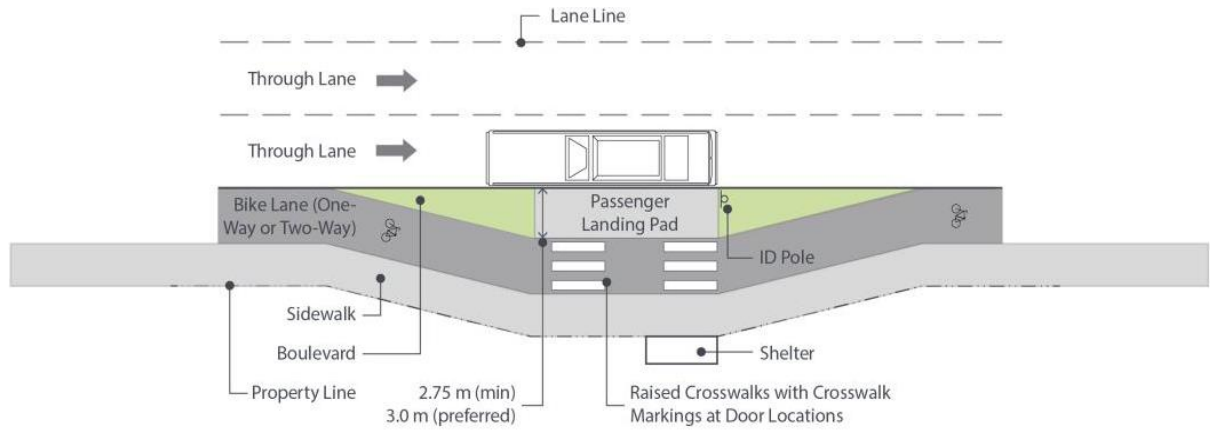 Lane Line
Through Lane
Through Lane
Bike Lane (One-
Way or Two-Way)
Passenger
Landing Pad
ID Pole
Sidewalk
Boulevard
Shelter
Property Line
2.75 m (min)
3.0 m (preferred)
Raised Crosswalks with Crosswalk
Markings at Door Locations